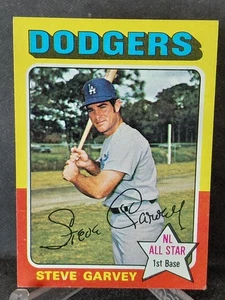 DODGERS
LA
Steve Garvey
NL
ALL STAR
1st Base
STEVE GARVEY